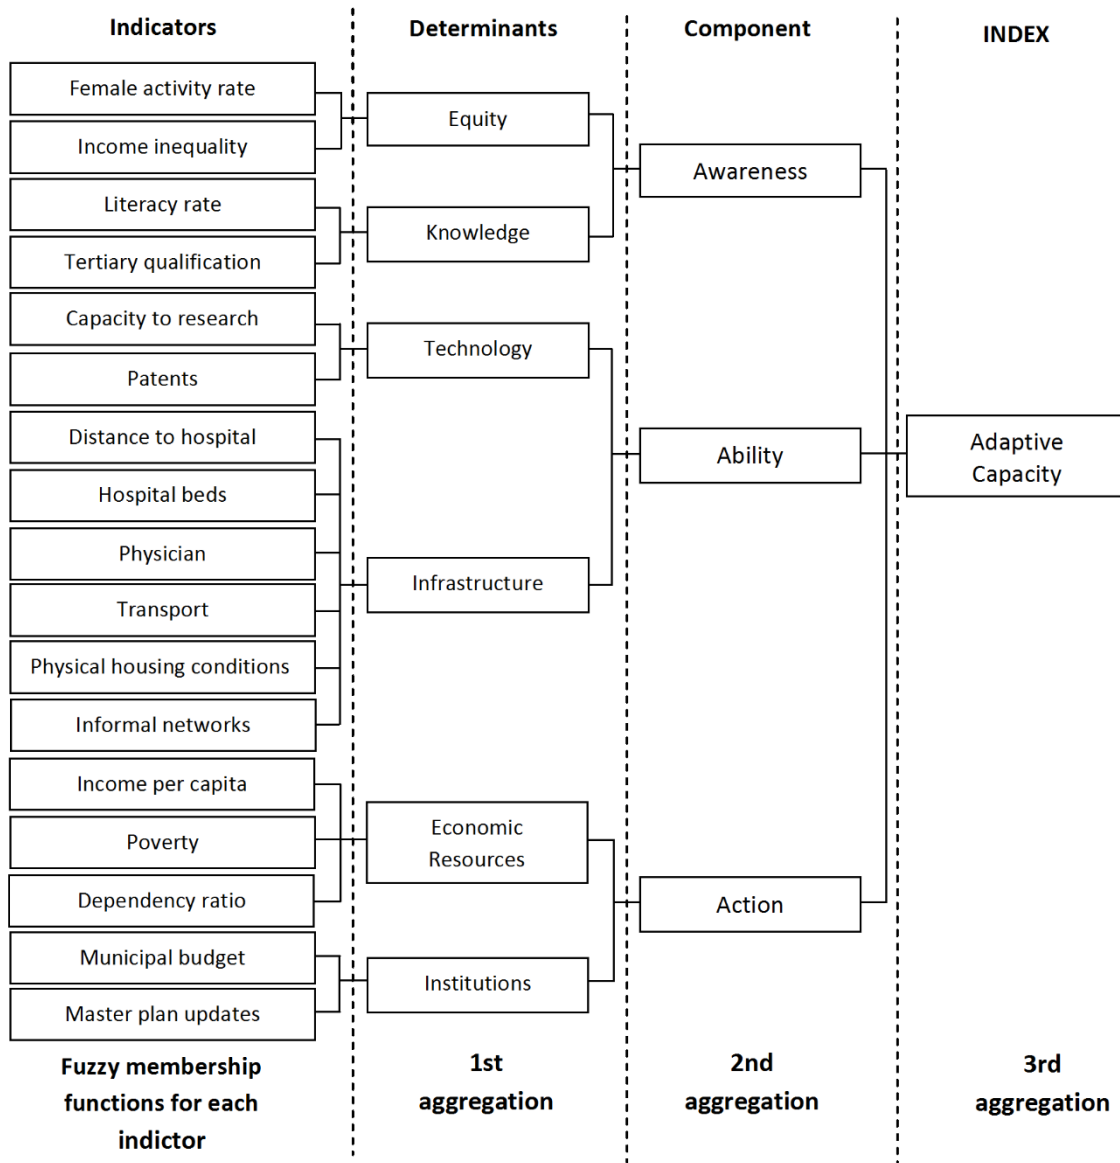 Indicators
Determinants
Component
INDEX
Female activity rate
Income inequality
Literacy rate
Tertiary qualification
Capacity to research
Patents
Distance to hospital
Hospital beds
Physician
Transport
Physical housing conditions
Informal networks
Income per capita
Poverty
Dependency ratio
Municipal budget
Master plan updates
Equity
Knowledge
Technology
Infrastructure
Economic
Resources
Institutions
Awareness
Ability
Action
Adaptive
Capacity
Fuzzy membership
functions for each
indictor
1st
aggregation
2nd
aggregation
3rd
aggregation